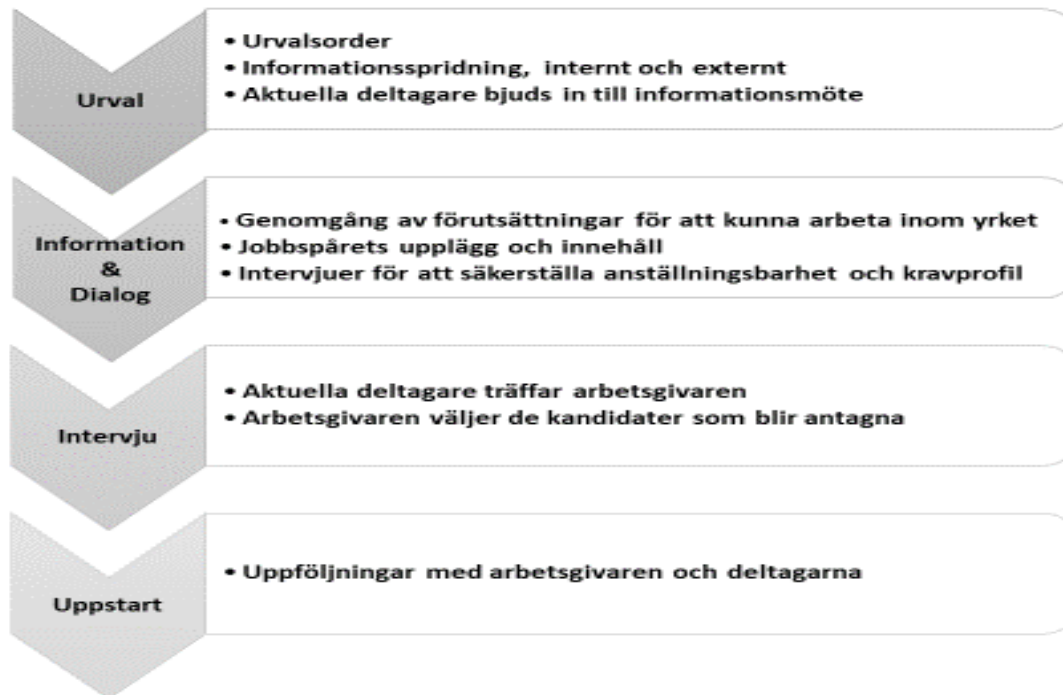 Urval
• Urvalsorder
• Informationsspridning, internt och externt
• Aktuella deltagare bjuds in till informationsmöte
Information
&
Dialog
• Genomgång av förutsättningar för att kunna arbeta inom yrket
• Jobbspårets upplägg och innehåll
• Intervjuer för att säkerställa anställningsbarhet och kravprofil
Intervju
• Aktuella deltagare träffar arbetsgivaren
• Arbetsgivaren väljer de kandidater som blir antagna
Uppstart
• Uppföljningar med arbetsgivaren och deltagarna